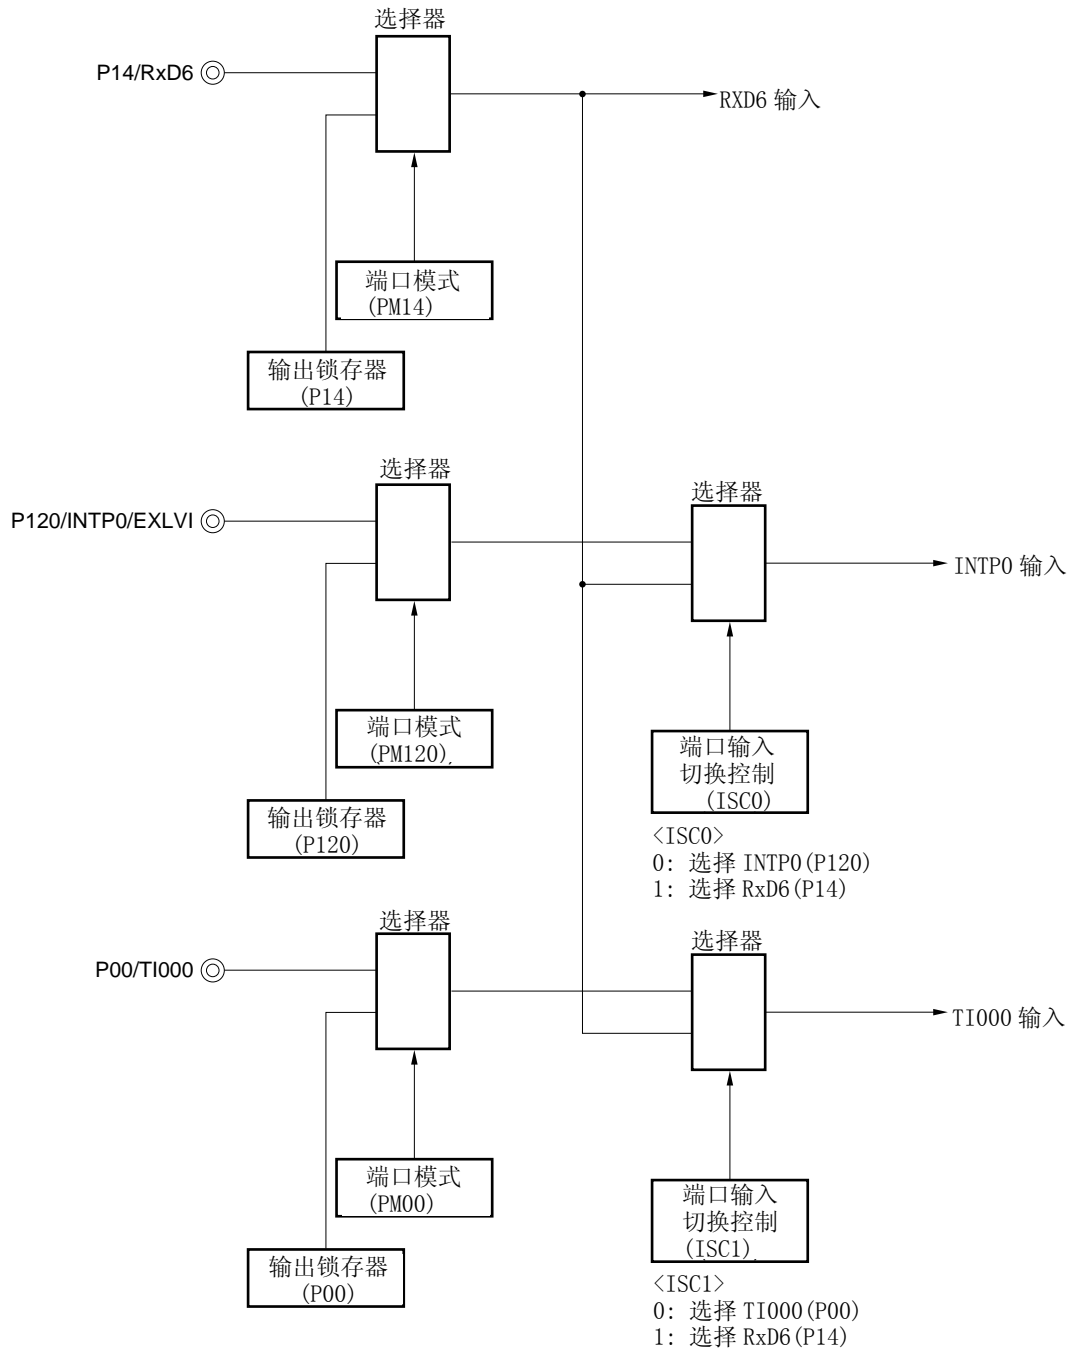 选择器
P14/RxD6
RXD6 输入
端口模式
(PM14)
输出锁存器
(P14)
选择器
选择器
P120/INTP0/EXLVI
INTP0 输入
端口模式
(PM120)
端口输入
切换控制
(ISC0)
输出锁存器
(P120)
<ISC0>
0: 选择 INTP0(P120)
1: 选择 RxD6(P14)
选择器
选择器
P00/TI000
TI000 输入
端口模式
(PM00)
端口输入
切换控制
(ISC1)
输出锁存器
(P00)
<ISC1>
0: 选择 TI000(P00)
1: 选择 RxD6(P14)